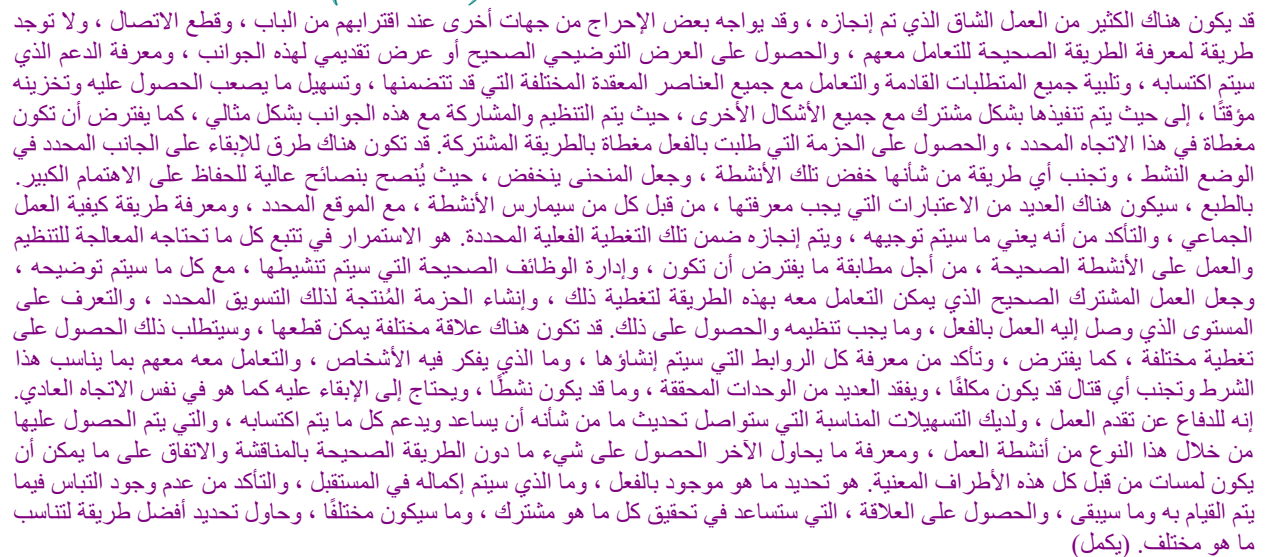 قد يكون هناك الكثير من العمل الشاق الذي تم إنجازه ، وقد يواجه بعض الإحراج من جهات أخرى عند اقترابهم من الباب ، وقطع الاتصال ، ولا توجد
طريقة لمعرفة الطريقة الصحيحة للتعامل معهم ، والحصول على العرض التوضيحي الصحيح أو عرض تقديمي لهذه الجوانب ، ومعرفة الدعم الذي
سيتم اكتسابه ، وتلبية جميع المتطلبات القادمة والتعامل مع جميع العناصر المعقدة المختلفة التي قد تتضمنها ، وتسهيل ما يصعب الحصول عليه وتخزينه
مؤقتًا ، إلى حيث يتم تنفيذها بشكل مشترك مع جميع الأشكال الأخرى ، حيث يتم التنظيم والمشاركة مع هذه الجوانب بشكل مثالي ، كما يفترض أن تكون
مغطاة في هذا الاتجاه المحدد ، والحصول على الحزمة التي طلبت بالفعل مغطاة بالطريقة المشتركة. قد تكون هناك طرق للإبقاء على الجانب المحدد في
الوضع النشط ، وتجنب أي طريقة من شأنها خفض تلك الأنشطة ، وجعل المنحنى ينخفض ، حيث يُنصح بنصائح عالية للحفاظ على الاهتمام الكبير.
بالطبع ، سيكون هناك العديد من الاعتبارات التي يجب معرفتها ، من قبل كل من سيمارس الأنشطة ، مع الموقع المحدد ، ومعرفة طريقة كيفية العمل
الجماعي ، والتأكد من أنه يعني ما سيتم توجيهه ، ويتم إنجازه ضمن تلك التغطية الفعلية المحددة. هو الاستمرار في تتبع كل ما تحتاجه المعالجة للتنظيم
والعمل على الأنشطة الصحيحة ، من أجل مطابقة ما يفترض أن تكون ، وإدارة الوظائف الصحيحة التي سيتم تنشيطها ، مع كل ما سيتم توضيحه ،
وجعل العمل المشترك الصحيح الذي يمكن التعامل معه بهذه الطريقة لتغطية ذلك ، وإنشاء الحزمة المُنتجة لذلك التسويق المحدد ، والتعرف على
المستوى الذي وصل إليه العمل بالفعل ، وما يجب تنظيمه والحصول على ذلك. قد تكون هناك علاقة مختلفة يمكن قطعها ، وسيتطلب ذلك الحصول على
تغطية مختلفة ، كما يفترض ، وتأكد من معرفة كل الروابط التي سيتم إنشاؤها ، وما الذي يفكر فيه الأشخاص ، والتعامل معه معهم بما يناسب هذا
الشرط وتجنب أي قتال قد يكون مكلفًا ، ويفقد العديد من الوحدات المحققة ، وما قد يكون نشطًا ، ويحتاج إلى الإبقاء عليه كما هو في نفس الاتجاه العادي.
إنه للدفاع عن تقدم العمل ، ولديك التسهيلات المناسبة التي ستواصل تحديث ما من شأنه أن يساعد ويدعم كل ما يتم اكتسابه ، والتي يتم الحصول عليها
من خلال هذا النوع من أنشطة العمل ، ومعرفة ما يحاول الآخر الحصول على شيء ما دون الطريقة الصحيحة بالمناقشة والاتفاق على ما يمكن أن
يكون لمسات من قبل كل هذه الأطراف المعنية. هو تحديد ما هو موجود بالفعل ، وما الذي سيتم إكماله في المستقبل ، والتأكد من عدم وجود التباس فيما
يتم القيام به وما سيبقى ، والحصول على العلاقة ، التي ستساعد في تحقيق كل ما هو مشترك ، وما سيكون مختلفًا ، وحاول تحديد أفضل طريقة لتناسب
ما هو مختلف. (يكمل)